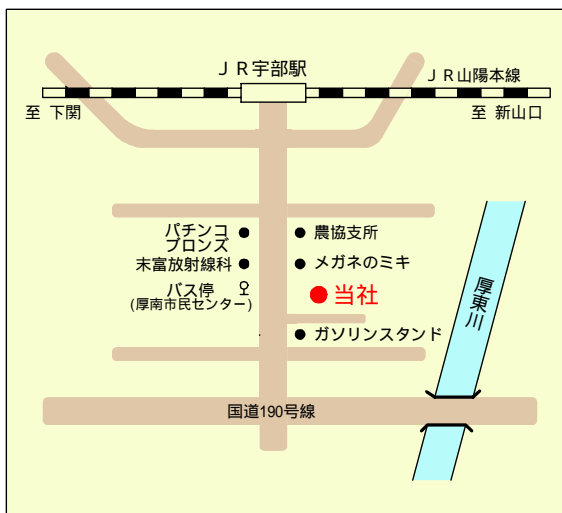 ＪＲ宇部駅
ＪＲ山陽本線
至 下関
至 新山口
パチンコ
ブロンズ
農協支所
末富放射線科
メガネのミキ
バス停
(厚南市民センター)
当社
厚東川
ガソリンスタンド
国道190号線